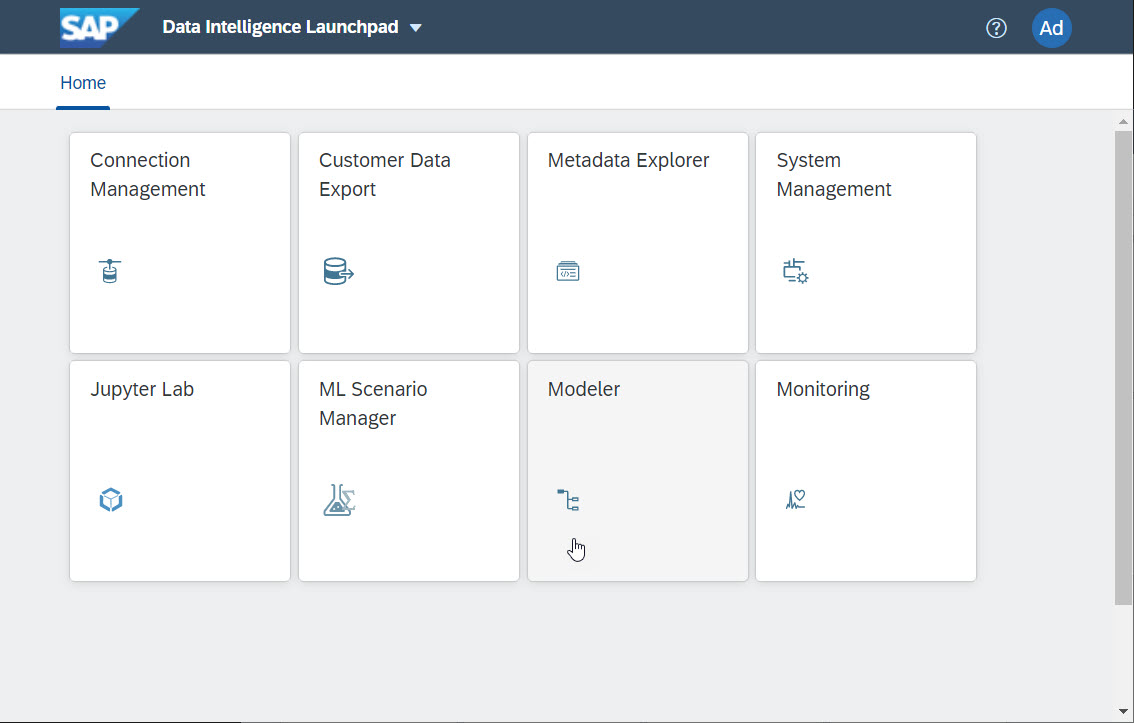 SAP Data Intelligence Launchpad ? Ad
Home
Connection
Management
Customer Data
Export
Metadata Explorer
System
Management
Jupyter Lab
ML Scenario
Manager
Modeler
Monitoring